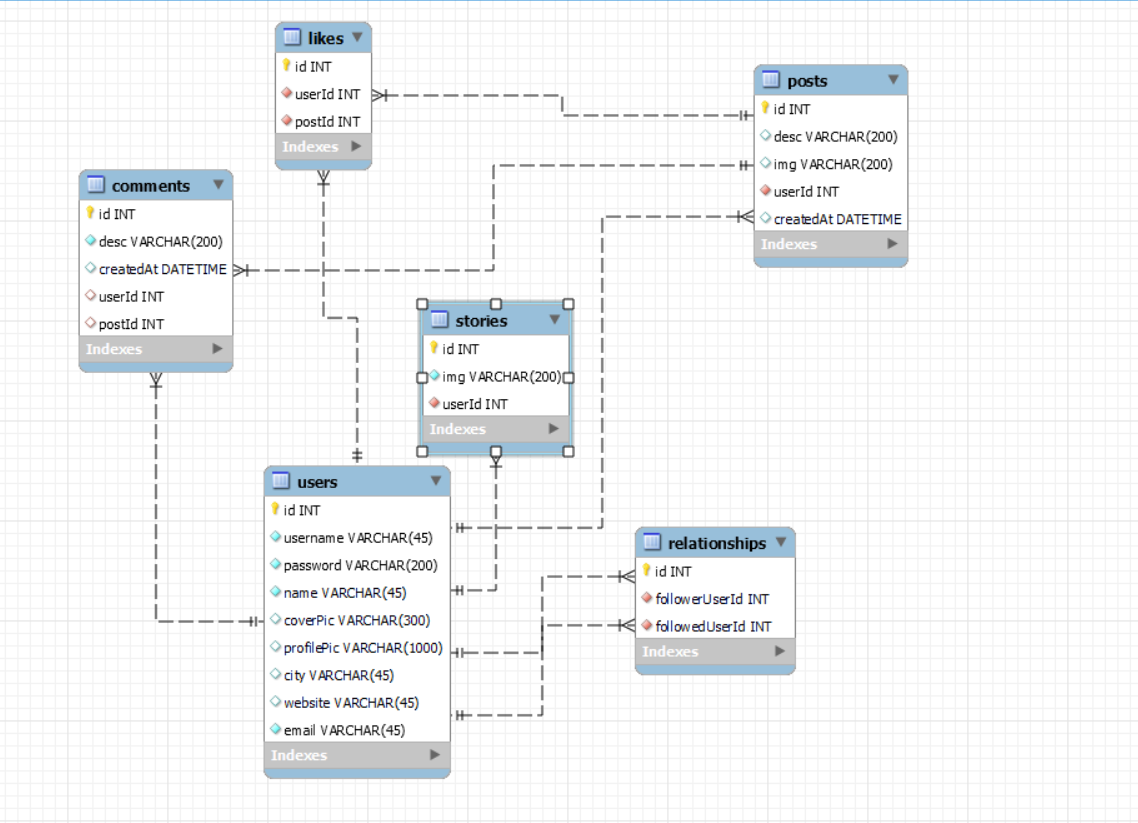 likes
id INT
userId INT
postId INT
Indexes
posts
id INT
desc VARCHAR(200)
img VARCHAR(200)
userId INT
createdAt DATETIME
Indexes
comments
id INT
desc VARCHAR(200)
createdAt DATETIME
userId INT
postId INT
Indexes
stories
id INT
img VARCHAR(200)
userId INT
Indexes
users
id INT
username VARCHAR(45)
password VARCHAR(200)
name VARCHAR(45)
coverPic VARCHAR(300)
profilePic VARCHAR(1000)
city VARCHAR(45)
website VARCHAR(45)
email VARCHAR(45)
Indexes
relationships
id INT
followerUserId INT
followedUserId INT
Indexes